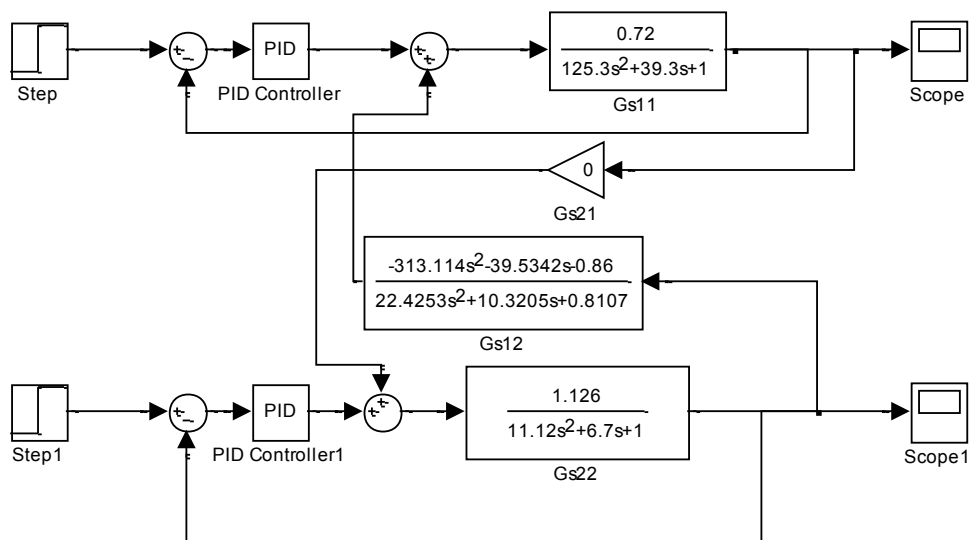 0.72
PID
125.3s2+39.3s+1
Step
PID Controller
Gs11
Scope
0
Gs21
-313.114s2-39.5342s-0.86
22.4253s2+10.3205s+0.8107
Gs12
1.126
PID
11.12s2+6.7s+1
Step1
PID Controller1
Gs22
Scope1